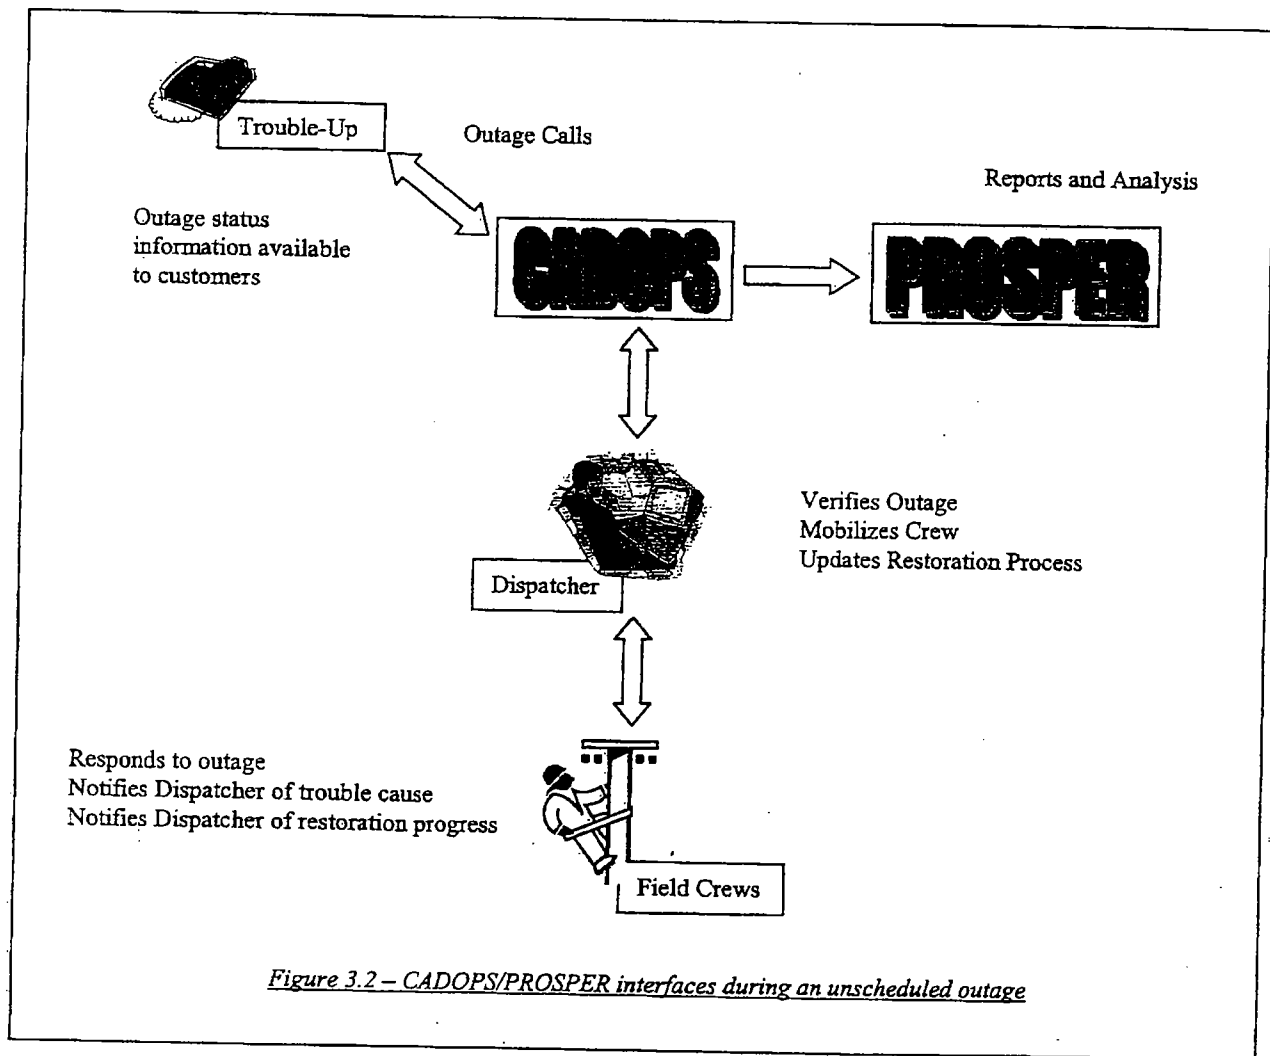 Trouble-Up
Outage Calls
Reports and Analysis
Outage status
information available
to customers
CADOPS
PROSPER
Verifies Outage
Mobilizes Crew
Updates Restoration Process
Dispatcher
Responds to outage
Notifies Dispatcher of trouble cause
Notifies Dispatcher of restoration progress
Field Crews
Figure 3.2 – CADOPS/PROSPER interfaces during an unscheduled outage